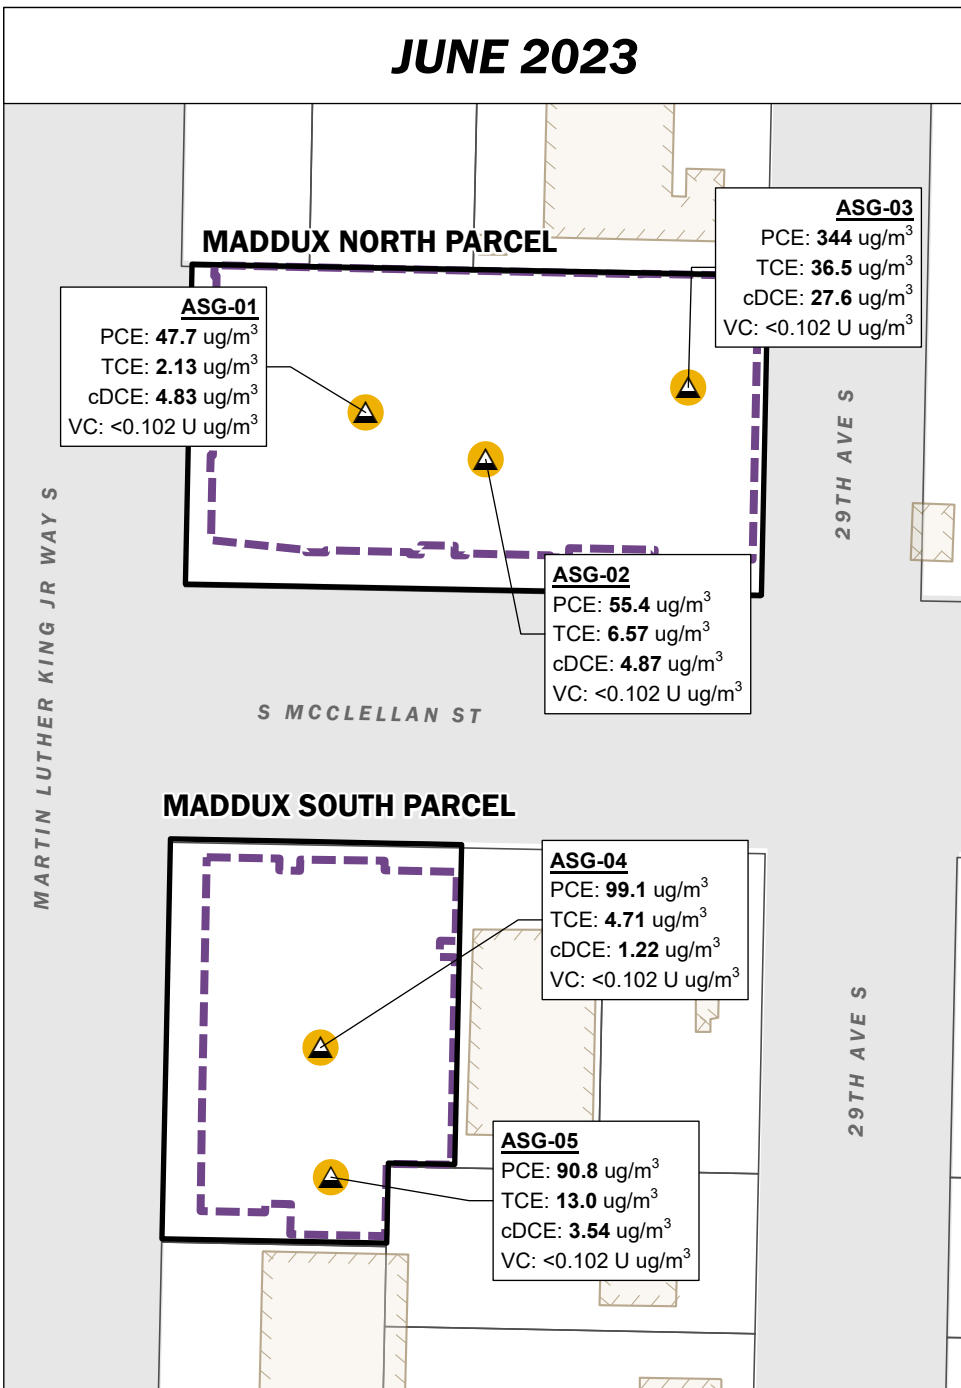 JUNE 2023
MADDUX NORTH PARCEL
ASG-03
PCE: 344 ug/m³
TCE: 36.5 ug/m³
cDCE: 27.6 ug/m³
VC: <0.102 U ug/m³
ASG-01
PCE: 47.7 ug/m³
TCE: 2.13 ug/m³
cDCE: 4.83 ug/m³
VC: <0.102 U ug/m³
29TH AVE S
MARTIN LUTHER KING JR WAY S
ASG-02
PCE: 55.4 ug/m³
TCE: 6.57 ug/m³
cDCE: 4.87 ug/m³
VC: <0.102 U ug/m³
S MCCLELLAN ST
MADDUX SOUTH PARCEL
ASG-04
PCE: 99.1 ug/m³
TCE: 4.71 ug/m³
cDCE: 1.22 ug/m³
VC: <0.102 U ug/m³
29TH AVE S
ASG-05
PCE: 90.8 ug/m³
TCE: 13.0 ug/m³
cDCE: 3.54 ug/m³
VC: <0.102 U ug/m³